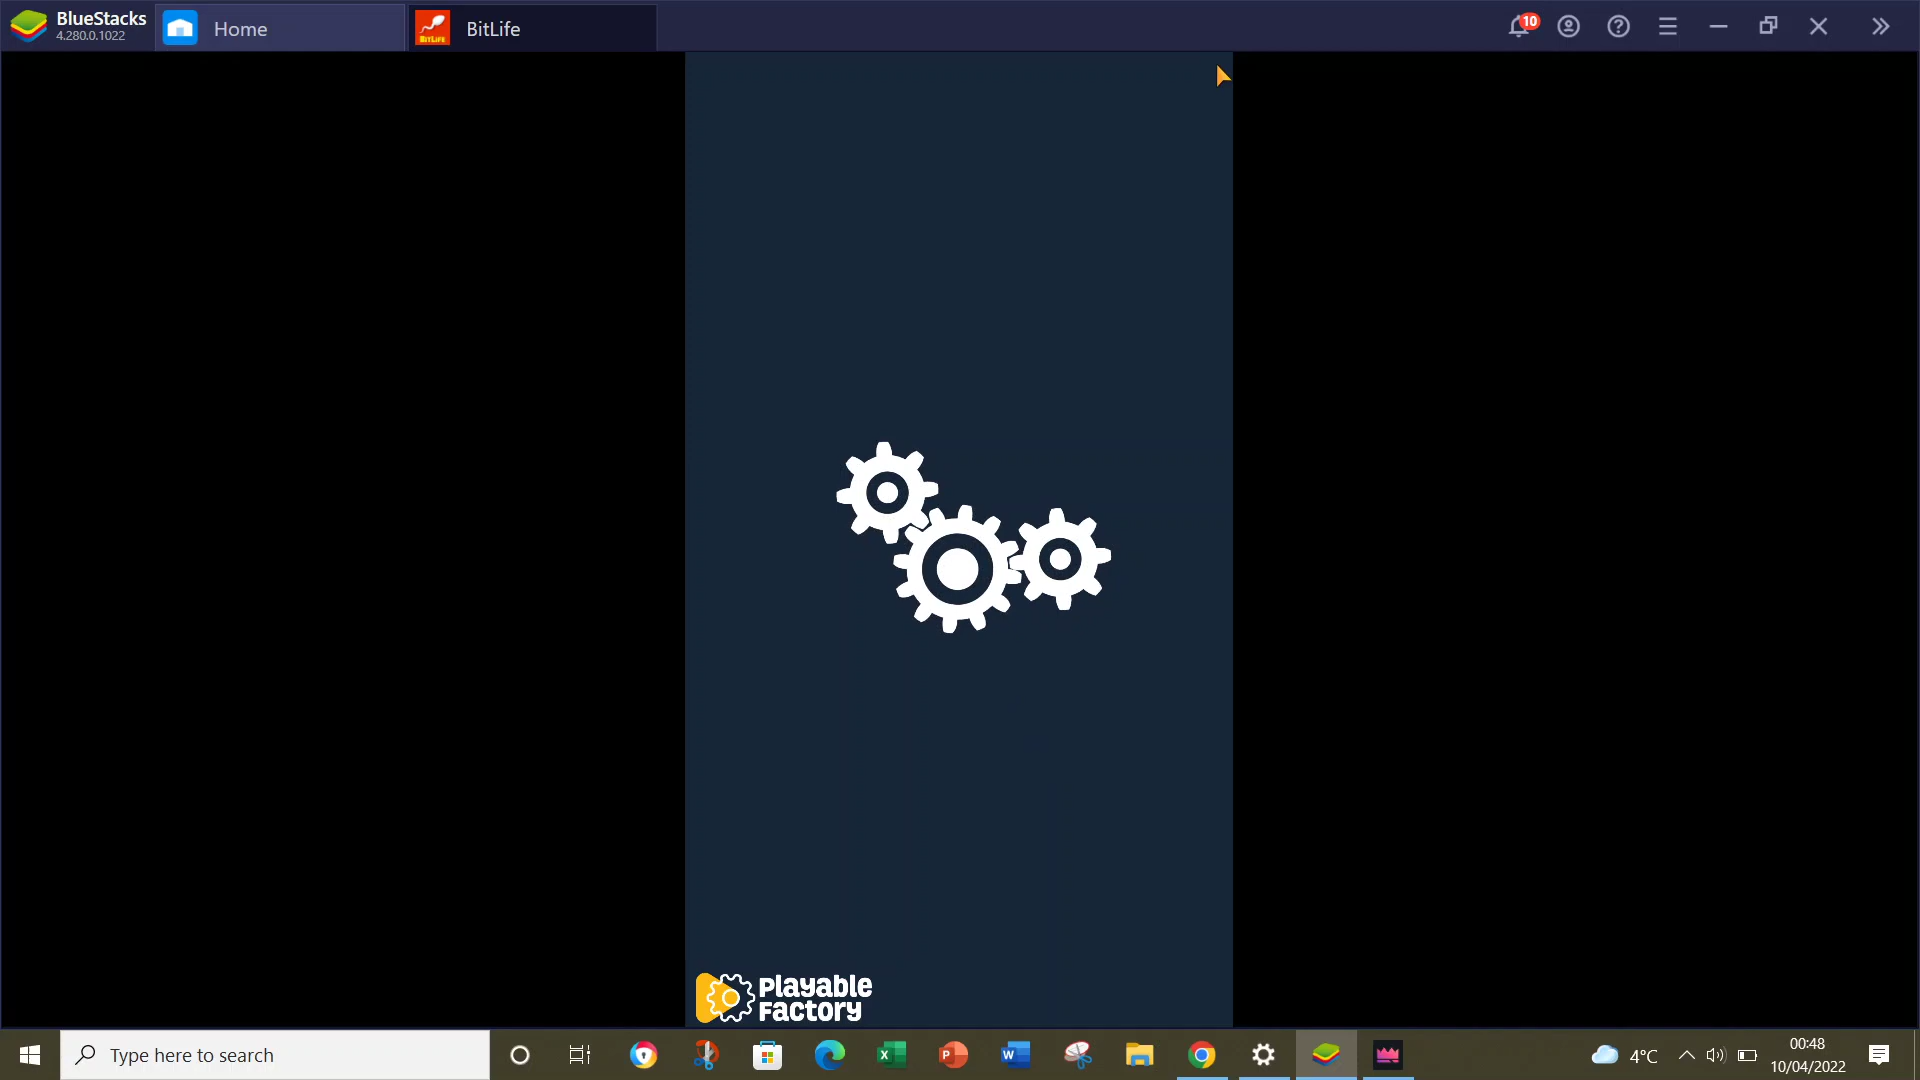 BlueStacks
4.280.0.1022
Home
BITLIFE
BitLife
10
Playable
Factory
Type here to search
4°C
00:48
10/04/2022